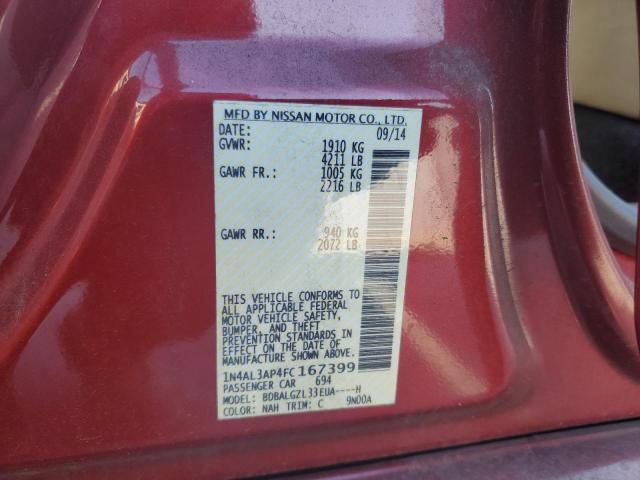 MFD BY NISSAN MOTOR CO., LTD.
DATE: 09/14
GVWR: 1910 KG
4211 LB
GAWR FR.: 1005 KG
2216 LB
GAWR RR.: 940 KG
2072 LB
THIS VEHICLE CONFORMS TO
ALL APPLICABLE FEDERAL
MOTOR VEHICLE SAFETY,
BUMPER, AND THEFT
PREVENTION STANDARDS IN
EFFECT ON THE DATE OF
MANUFACTURE SHOWN ABOVE.
1N4AL3AP4FC167399
PASSENGER CAR 694
MODEL: BDBALGZL33EUA----H
COLOR: NAH TRIM: C 9N00A